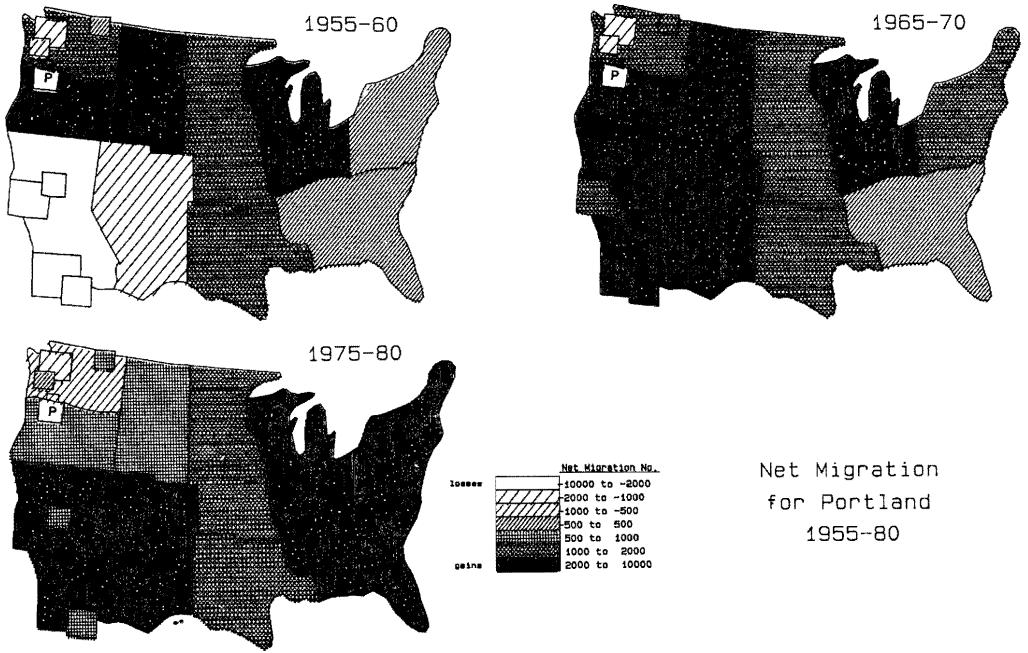 1955-60
P
1965-70
P
1975-80
P
Net Migration No.
losses
-10000 to -2000
-2000 to -1000
-1000 to -500
-500 to 500
500 to 1000
1000 to 2000
gains
2000 to 10000
Net Migration
for Portland
1955-80